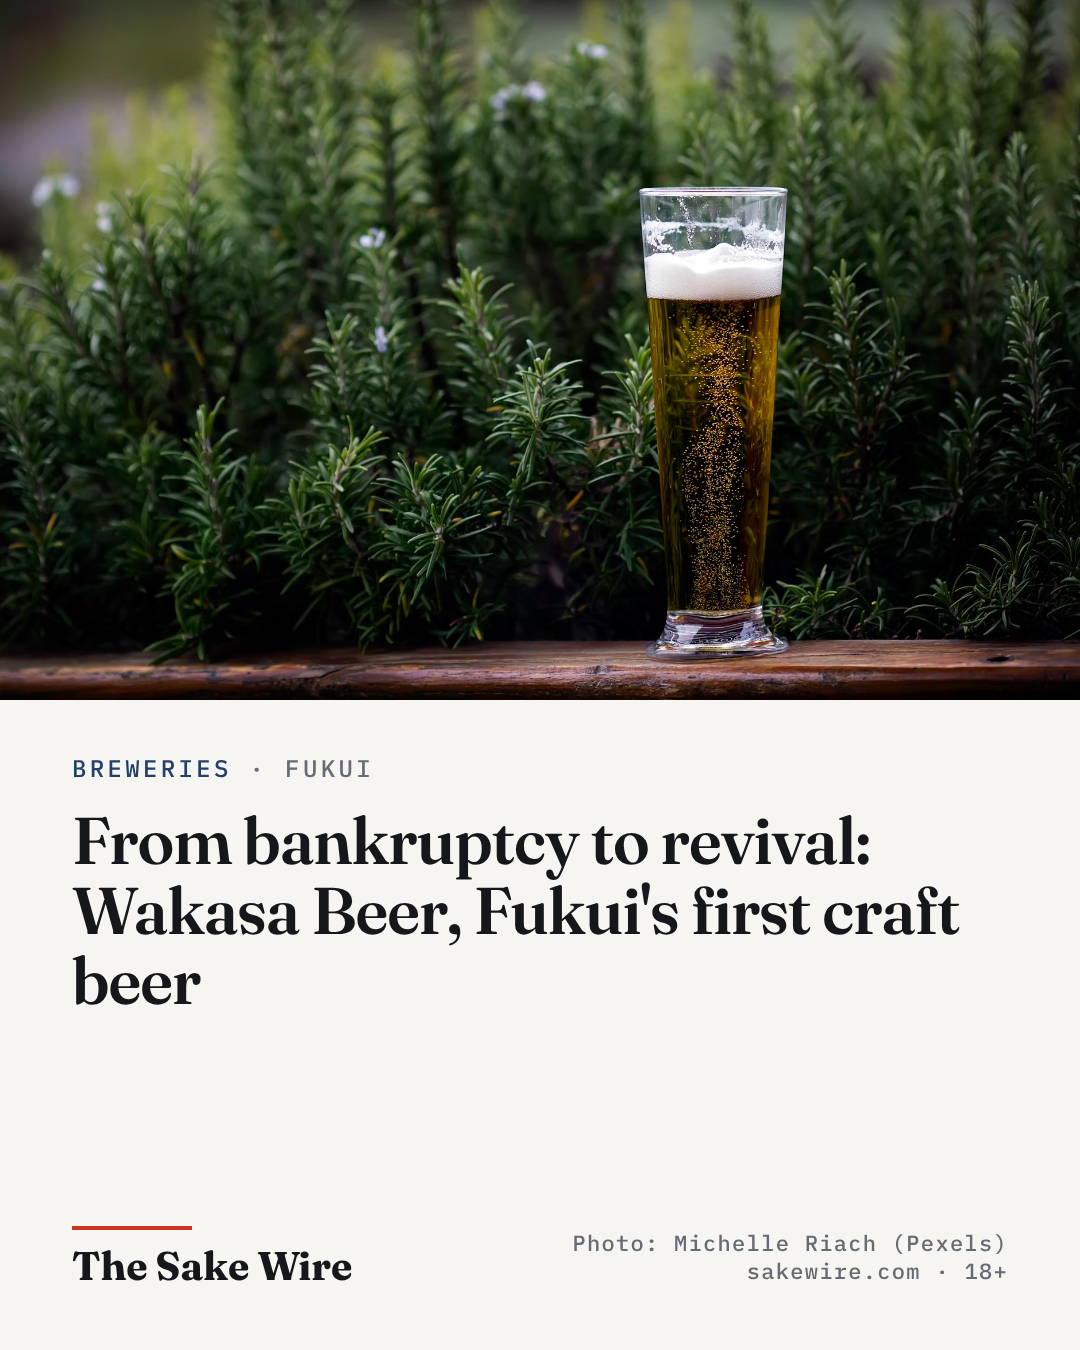 BREWERIES · FUKUI
From bankruptcy to revival:
Wakasa Beer, Fukui's first craft
beer
The Sake Wire
Photo: Michelle Riach (Pexels)
sakewire.com · 18+